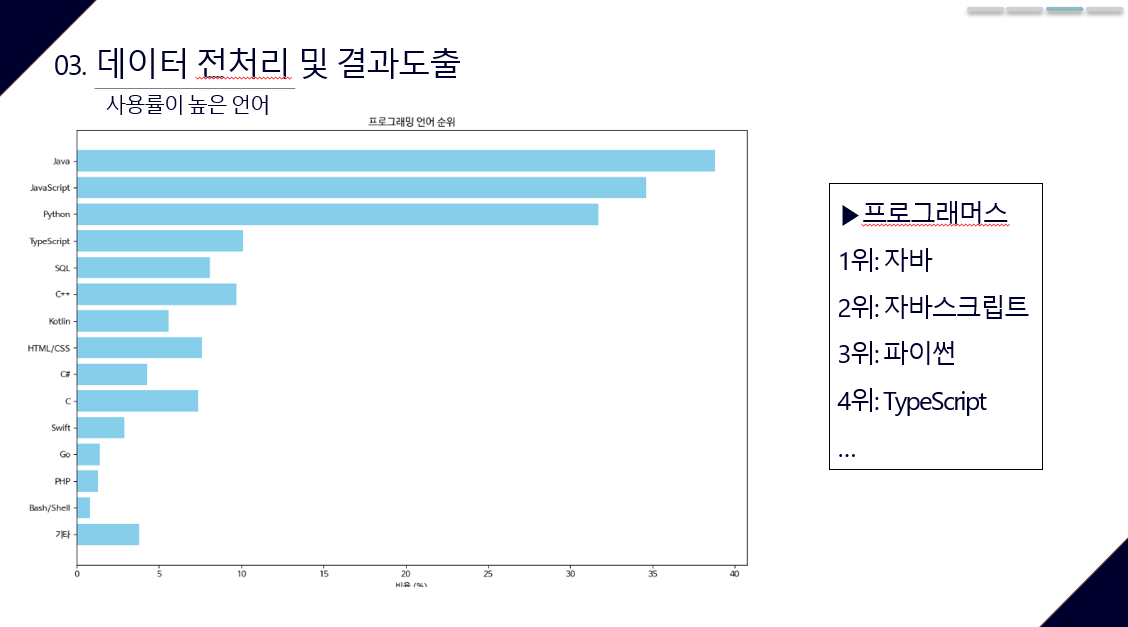 03. 데이터 전처리 및 결과도출
사용률이 높은 언어
프로그래밍 언어 순위
Java
JavaScript
Python
TypeScript
SQL
C++
Kotlin
HTML/CSS
C#
C
Swift
Go
PHP
Bash/Shell
기타
0 5 10 15 20 25 30 35 40
비율 (%)
▶프로그래머스
1위: 자바
2위: 자바스크립트
3위: 파이썬
4위: TypeScript
...